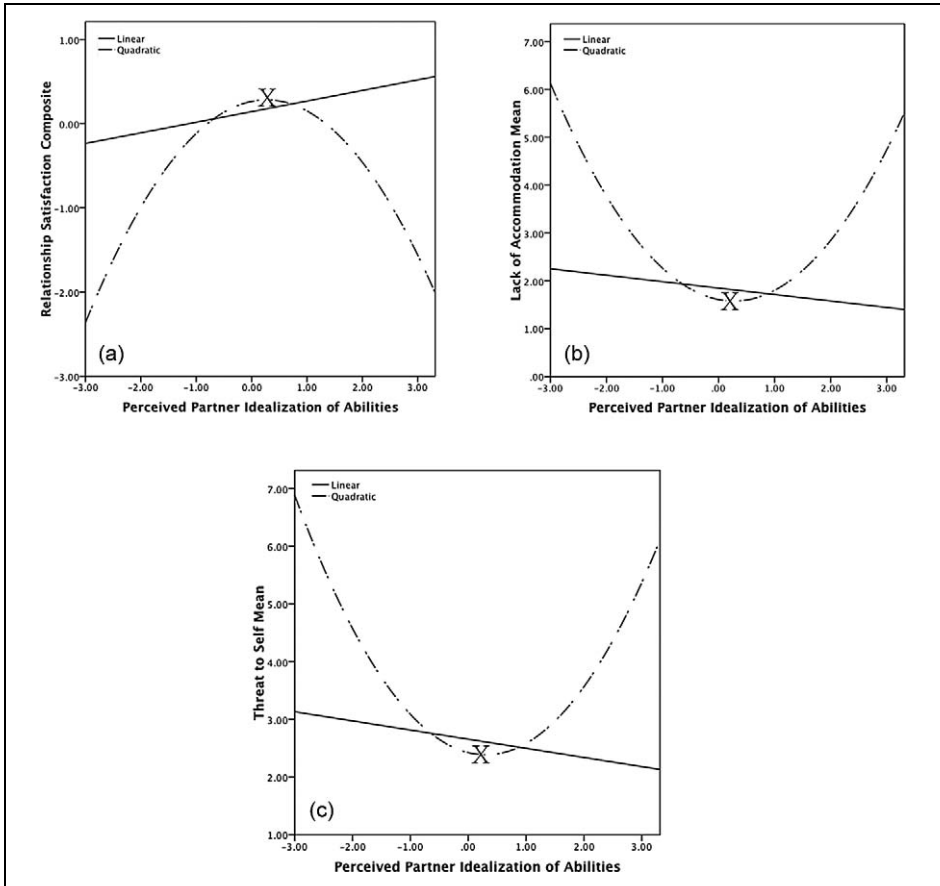 Linear
Quadratic
1.00
0.00
-1.00
-2.00
-3.00
Relationship Satisfaction Composite
X
(a)
-3.00 -2.00 -1.00 0.00 1.00 2.00 3.00
Perceived Partner Idealization of Abilities
Linear
Quadratic
7.00
6.00
5.00
4.00
3.00
2.00
1.00
.00
Lack of Accommodation Mean
X
(b)
-3.00 -2.00 -1.00 .00 1.00 2.00 3.00
Perceived Partner Idealization of Abilities
Linear
Quadratic
7.00
6.00
5.00
4.00
3.00
2.00
1.00
Threat to Self Mean
X
(c)
-3.00 -2.00 -1.00 0.00 1.00 2.00 3.00
Perceived Partner Idealization of Abilities